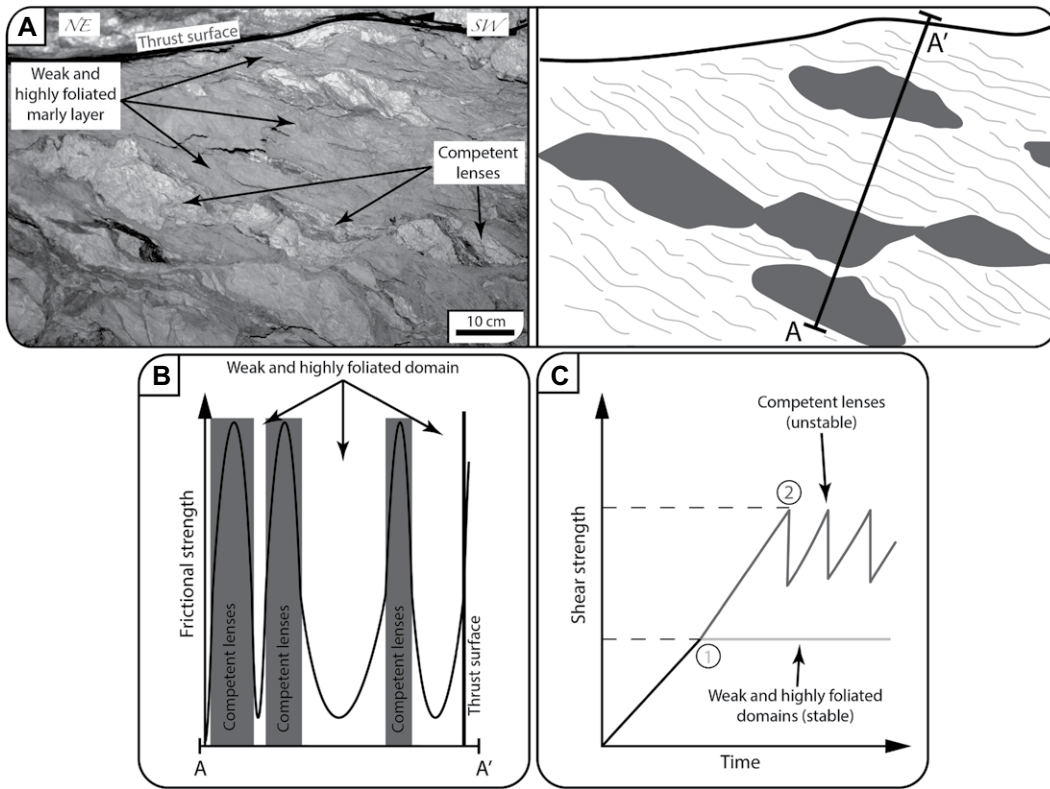 A
NE
SW
Thrust surface
Weak and
highly foliated
marly layer
Competent
lenses
10 cm
A'
A
B
Weak and highly foliated domain
Frictional strength
Competent lenses
Competent lenses
Competent lenses
Thrust surface
A
A'
C
Competent lenses
(unstable)
2
Shear strength
1
Weak and highly foliated
domains (stable)
Time